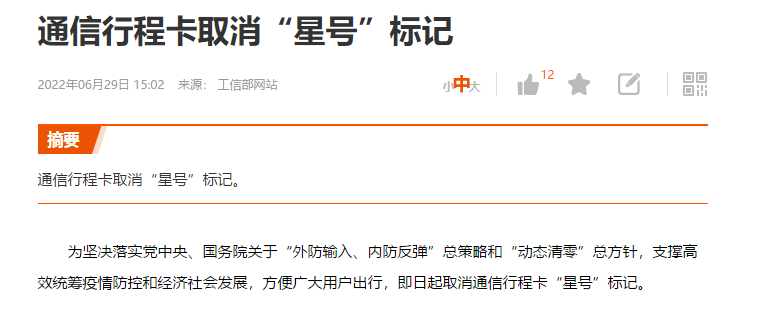 通信行程卡取消“星号”标记
2022年06月29日 15:02 来源： 工信部网站
小中大
12
摘要
通信行程卡取消“星号”标记。
为坚决落实党中央、国务院关于“外防输入、内防反弹”总策略和“动态清零”总方针，支撑高
效统筹疫情防控和经济社会发展，方便广大用户出行，即日起取消通信行程卡“星号”标记。